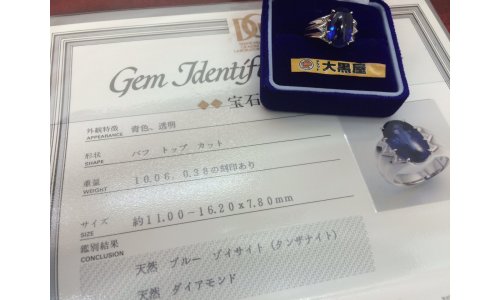 Gem Identif
宝石
大黒屋
外観特徴 青色、透明
APPEARANCE
形状 バフ トップ カット
SHAPE
重量 10.06, 0.38の刻印あり
WEIGHT
サイズ 約11.00-16.20x7.80mm
SIZE
鑑別結果
CONCLUSION
天然 ブルー ゾイサイト (タンザナイト)
天然 ダイアモンド